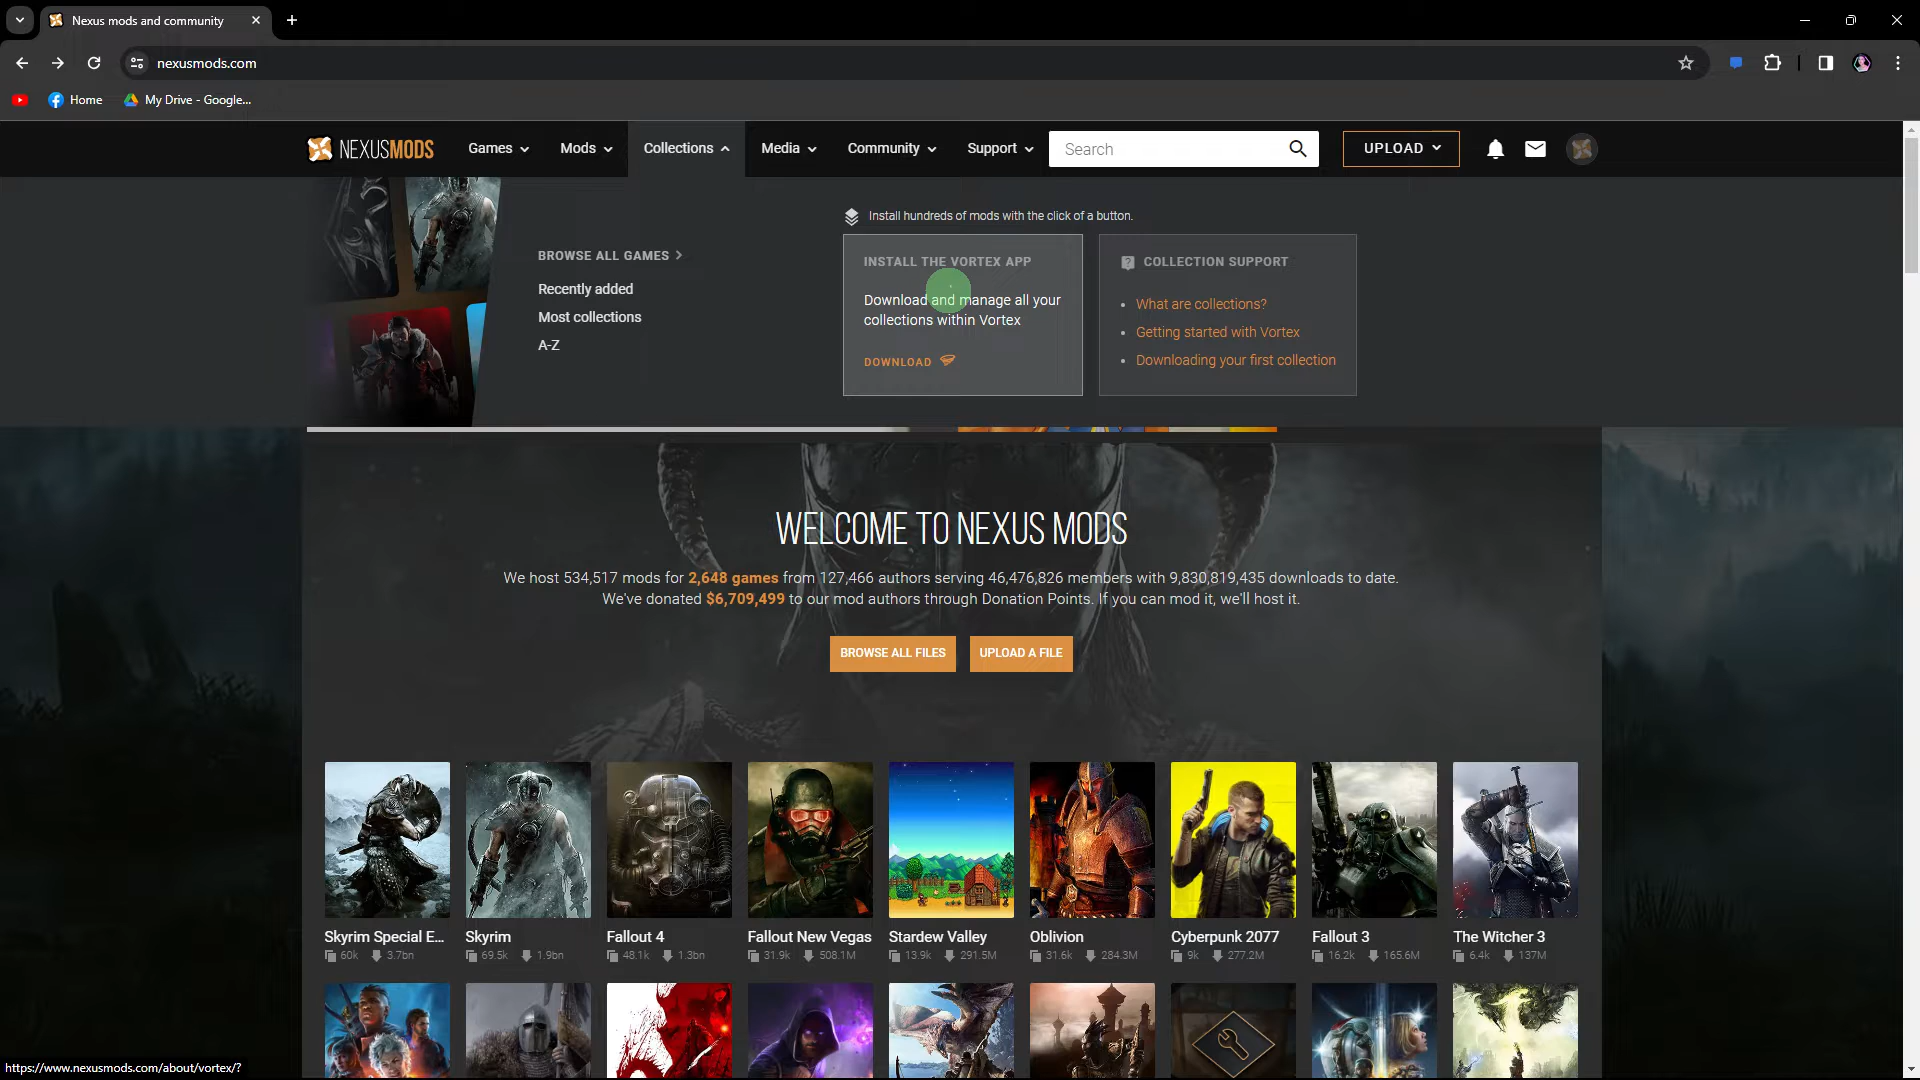 Nexus mods and community
nexusmods.com
Home
My Drive - Google...
NEXUSMODS
Games
Mods
Collections
Media
Community
Support
Search
UPLOAD
Install hundreds of mods with the click of a button.
BROWSE ALL GAMES
Recently added
Most collections
A-Z
INSTALL THE VORTEX APP
Download and manage all your
collections within Vortex
DOWNLOAD
COLLECTION SUPPORT
What are collections?
Getting started with Vortex
Downloading your first collection
WELCOME TO NEXUS MODS
We host 534,517 mods for 2,648 games from 127,466 authors serving 46,476,826 members with 9,830,819,435 downloads to date.
We've donated $6,709,499 to our mod authors through Donation Points. If you can mod it, we'll host it.
BROWSE ALL FILES
UPLOAD A FILE
Skyrim Special E...
60k 3.7bn
Skyrim
69.5k 1.9bn
Fallout 4
48.1k 1.3bn
Fallout New Vegas
31.9k 508.1M
Stardew Valley
13.9k 291.5M
Oblivion
31.6k 284.3M
Cyberpunk 2077
9k 277.2M
Fallout 3
16.2k 165.6M
The Witcher 3
6.4k 137M
https://www.nexusmods.com/about/vortex/?